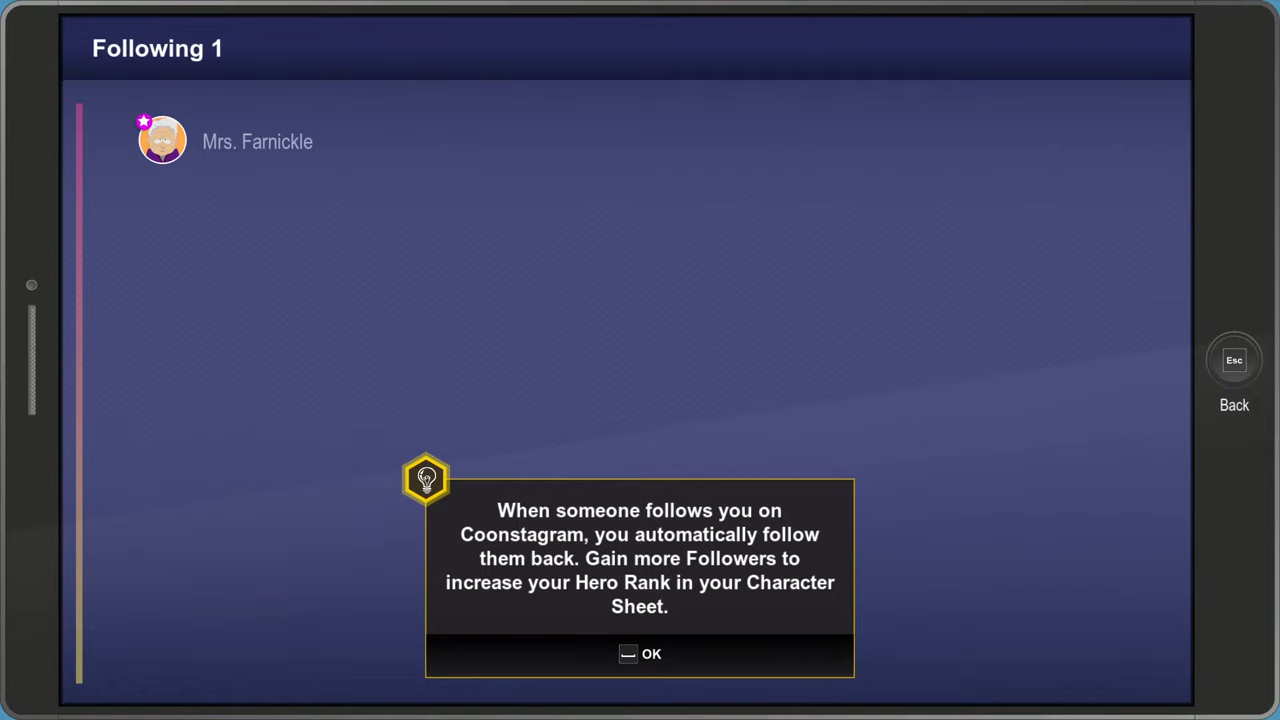 Following 1
Mrs. Farnickle
Esc
Back
When someone follows you on
Coonstagram, you automatically follow
them back. Gain more Followers to
increase your Hero Rank in your Character
Sheet.
OK